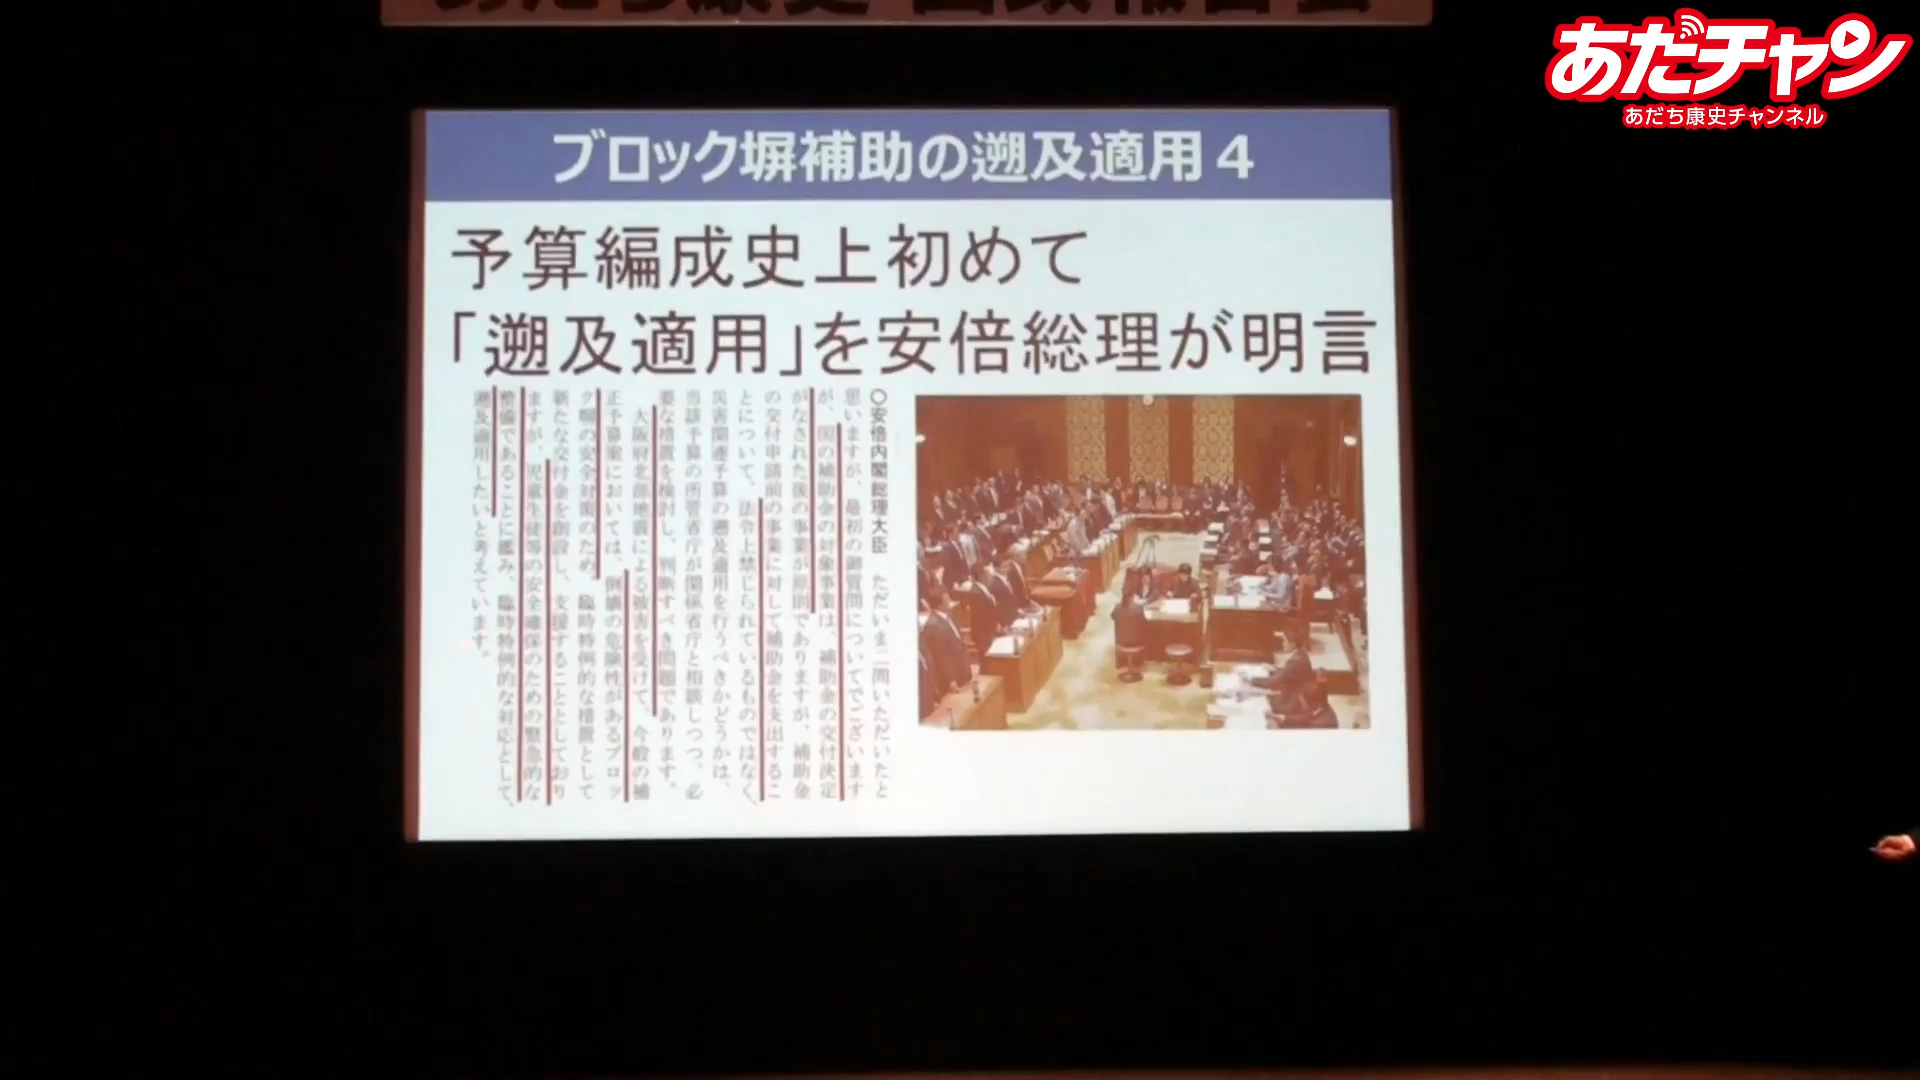 あだち康史 国政報告会
あだチャン
あだち康史チャンネル
ブロック塀補助の遡及適用4
予算編成史上初めて
「遡及適用」を安倍総理が明言
○安倍内閣総理大臣 ただいま二問いただいたと
思いますが、最初の御質問についてでございます
が、国の補助金の対象事業は、補助金の交付決定
がなされた後の事業が原則でありますが、補助金
の交付申請前の事業に対して補助金を支出するこ
とについて、法令上禁じられているものではなく、
災害関連予算の遡及適用を行うべきかどうかは、
当該予算の所管省庁が関係省庁と相談しつつ、必
要な措置を検討し、判断すべき問題であります。
大阪府北部地震による被害を受けて、今般の補
正予算案においては、倒壊の危険性があるブロッ
ク塀の安全対策のため、臨時特例的な措置として
新たな交付金を創設し、支援することとしており
ますが、児童生徒等の安全確保のための緊急的な
整備であることに鑑み、臨時特例的な対応として、
遡及適用したいと考えています。